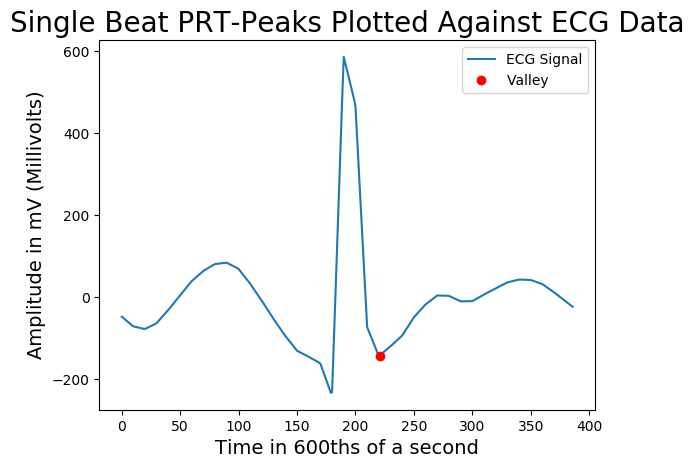 Single Beat PRT-Peaks Plotted Against ECG Data
ECG Signal
Valley
Amplitude in mV (Millivolts)
600
400
200
0
−200
0 50 100 150 200 250 300 350 400
Time in 600ths of a second